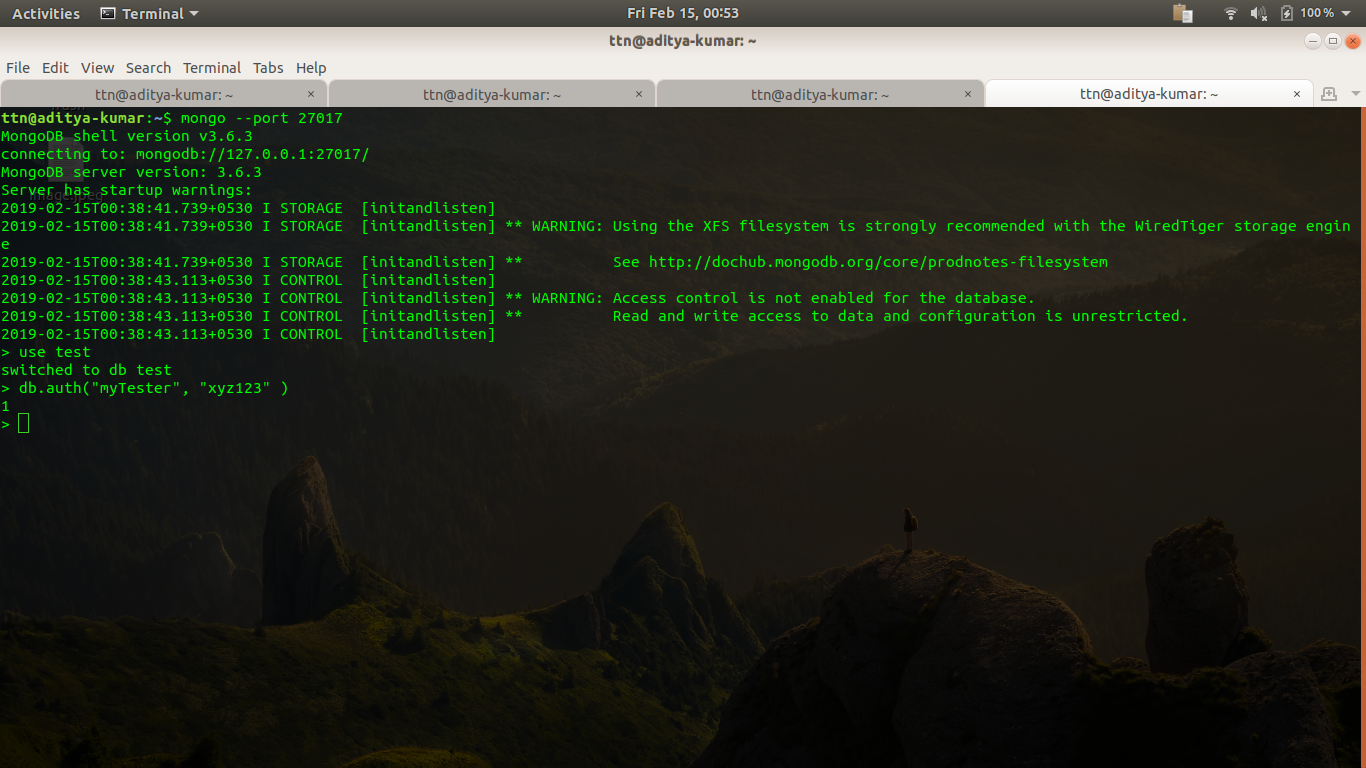 Activities Terminal Fri Feb 15, 00:53 100 %
ttn@aditya-kumar: ~
File Edit View Search Terminal Tabs Help
ttn@aditya-kumar: ~ × ttn@aditya-kumar: ~ × ttn@aditya-kumar: ~ × ttn@aditya-kumar: ~ ×
ttn@aditya-kumar:~$ mongo --port 27017
MongoDB shell version v3.6.3
connecting to: mongodb://127.0.0.1:27017/
MongoDB server version: 3.6.3
Server has startup warnings:
image.jpeg
2019-02-15T00:38:41.739+0530 I STORAGE  [initandlisten]
2019-02-15T00:38:41.739+0530 I STORAGE  [initandlisten] ** WARNING: Using the XFS filesystem is strongly recommended with the WiredTiger storage engin
e
2019-02-15T00:38:41.739+0530 I STORAGE  [initandlisten] **          See http://dochub.mongodb.org/core/prodnotes-filesystem
2019-02-15T00:38:43.113+0530 I CONTROL  [initandlisten]
2019-02-15T00:38:43.113+0530 I CONTROL  [initandlisten] ** WARNING: Access control is not enabled for the database.
2019-02-15T00:38:43.113+0530 I CONTROL  [initandlisten] **          Read and write access to data and configuration is unrestricted.
2019-02-15T00:38:43.113+0530 I CONTROL  [initandlisten]
> use test
switched to db test
> db.auth("myTester", "xyz123" )
1
>